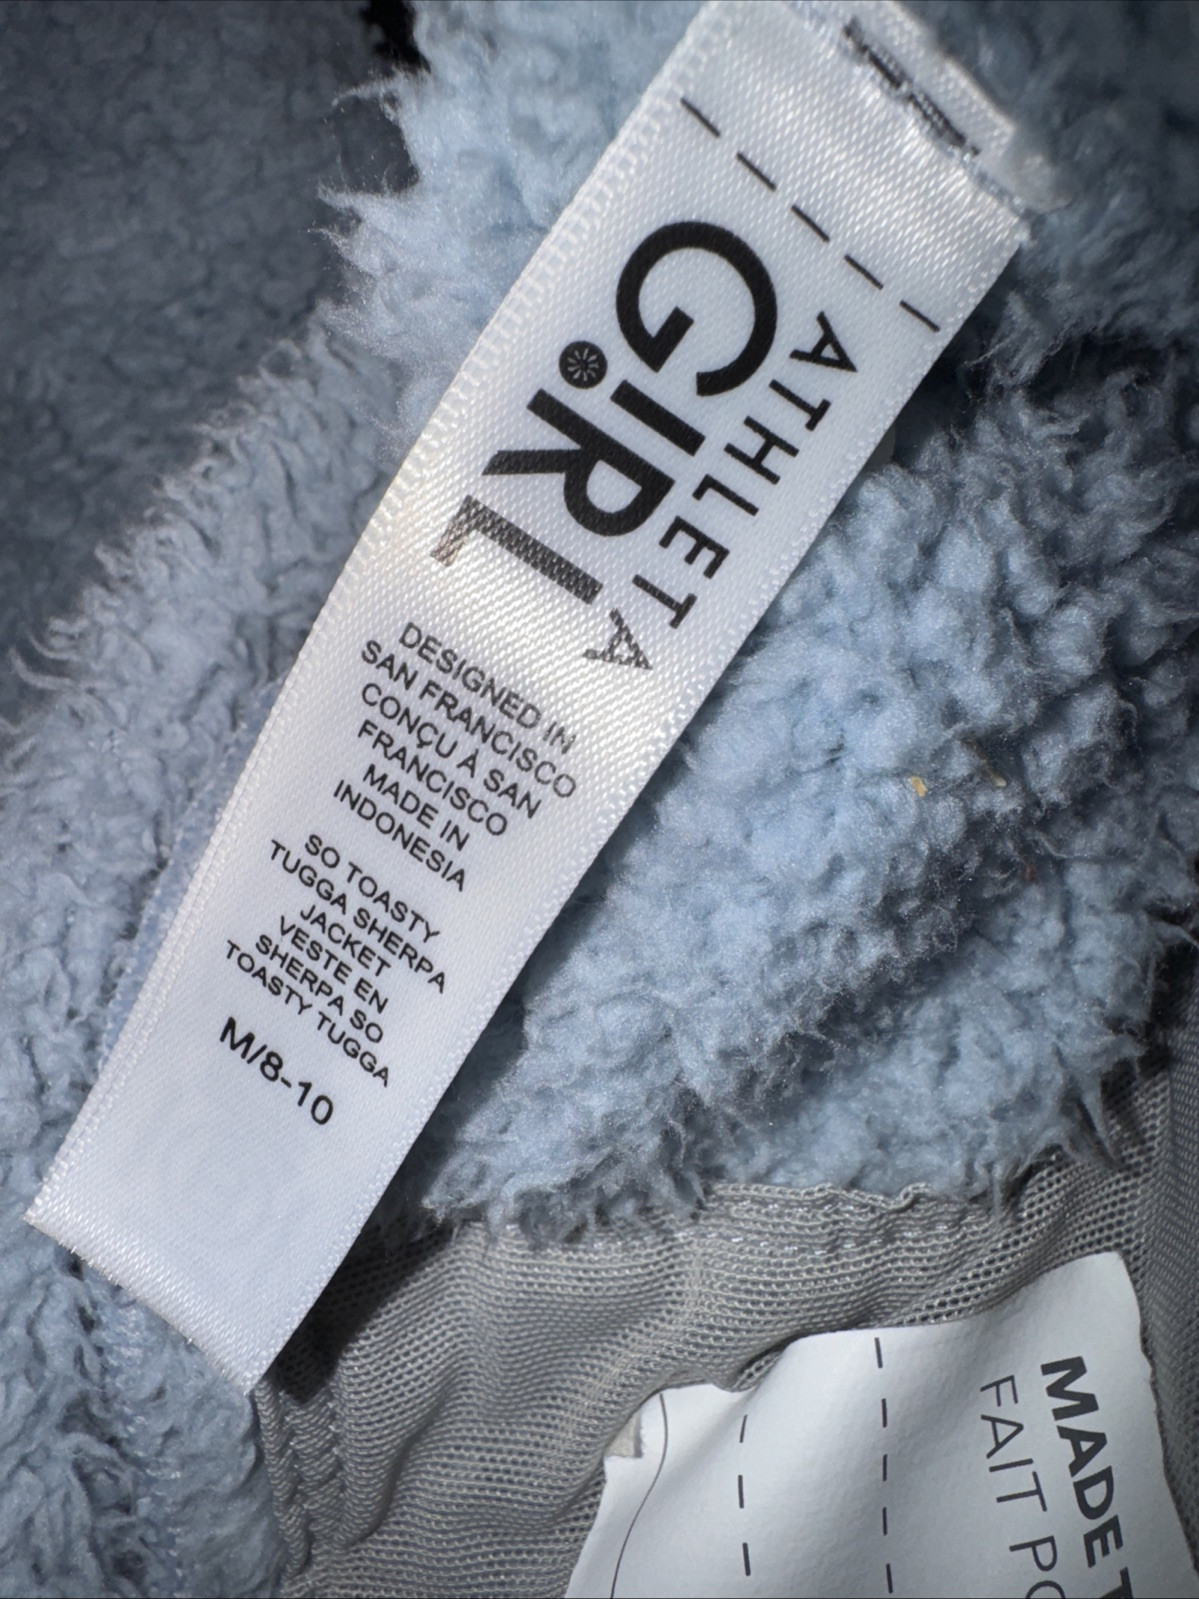 ATHLETA
GIRL
DESIGNED IN
SAN FRANCISCO
CONÇU À SAN
FRANCISCO
MADE IN
INDONESIA
SO TOASTY
TUGGA SHERPA
JACKET
VESTE EN
SHERPA SO
TOASTY TUGGA
M/8-10
MADE
FAIT